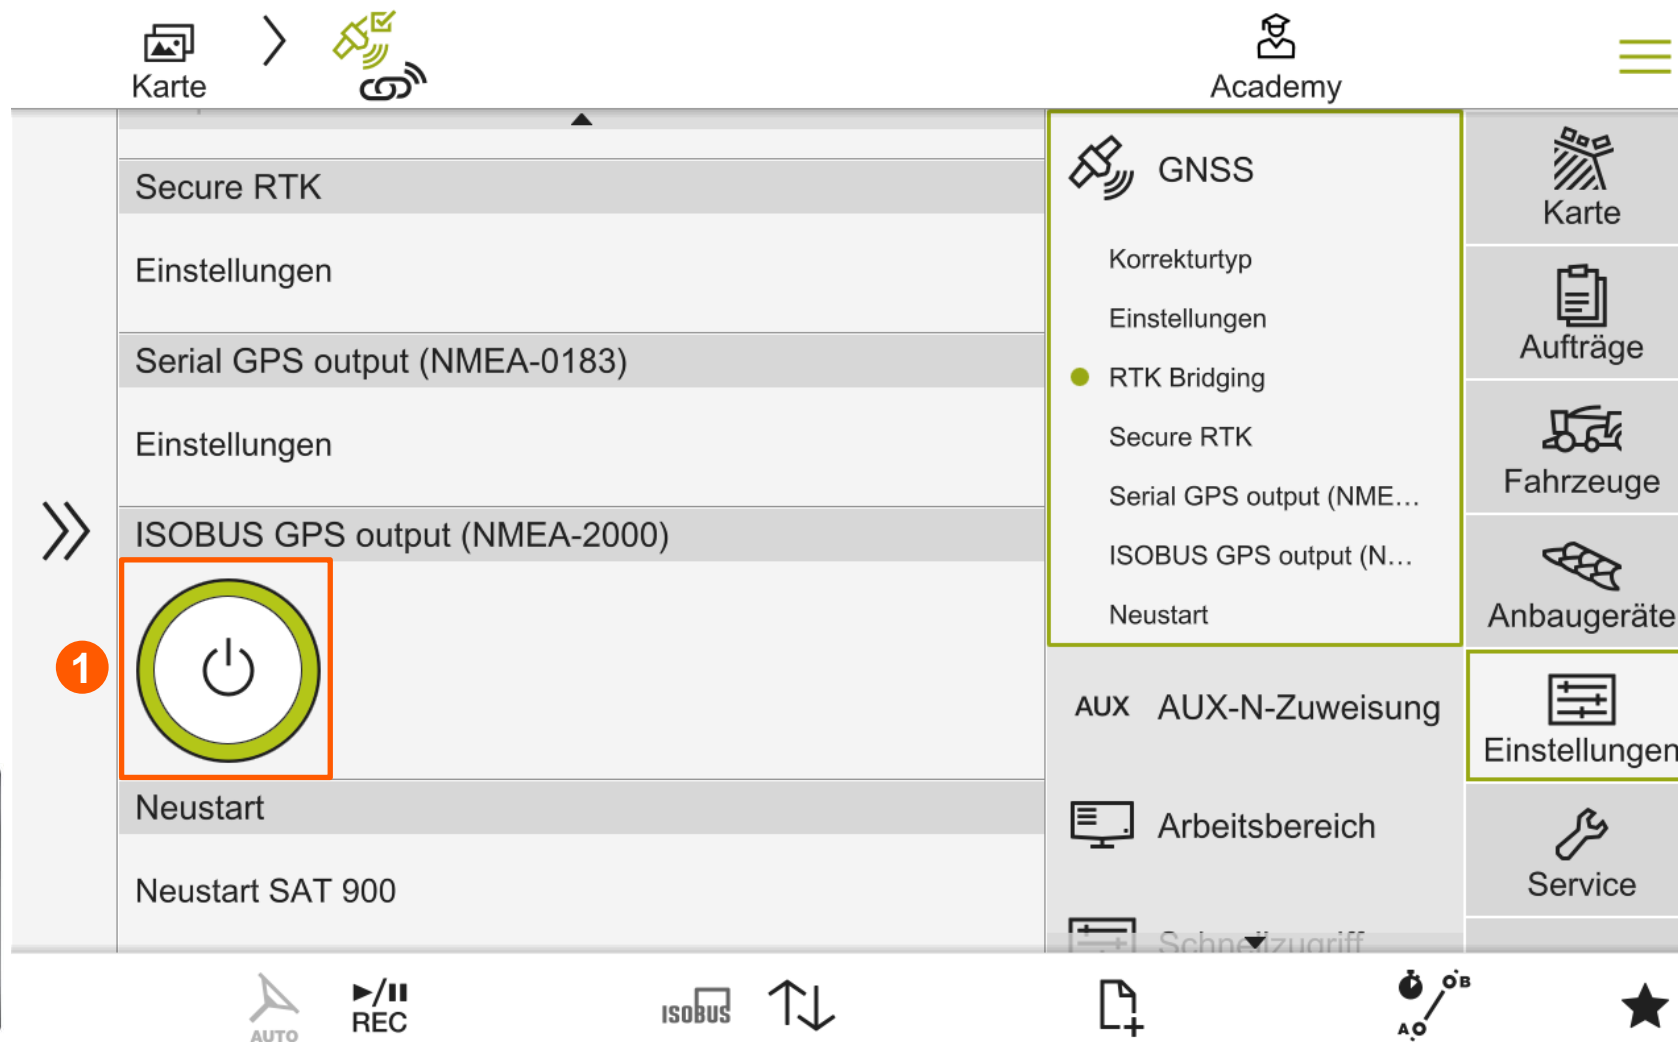 Karte
Academy
Secure RTK
Einstellungen
Serial GPS output (NMEA-0183)
Einstellungen
ISOBUS GPS output (NMEA-2000)
1
Neustart
Neustart SAT 900
GNSS
Korrekturtyp
Einstellungen
RTK Bridging
Secure RTK
Serial GPS output (NME...
ISOBUS GPS output (N...
Neustart
AUX AUX-N-Zuweisung
Arbeitsbereich
Schnellzugriff
Karte
Aufträge
Fahrzeuge
Anbaugeräte
Einstellungen
Service
AUTO
REC
ISOBUS
A B